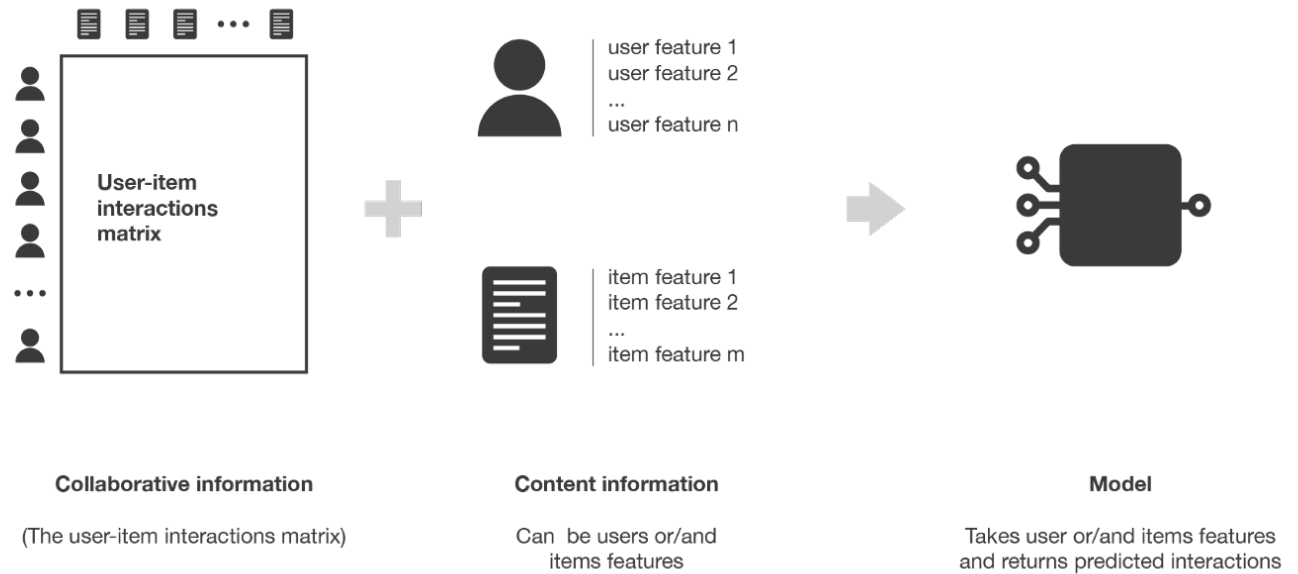 User-item
interactions
matrix
user feature 1
user feature 2
...
user feature n
item feature 1
item feature 2
...
item feature m
Collaborative information
(The user-item interactions matrix)
Content information
Can be users or/and
items features
Model
Takes user or/and items features
and returns predicted interactions